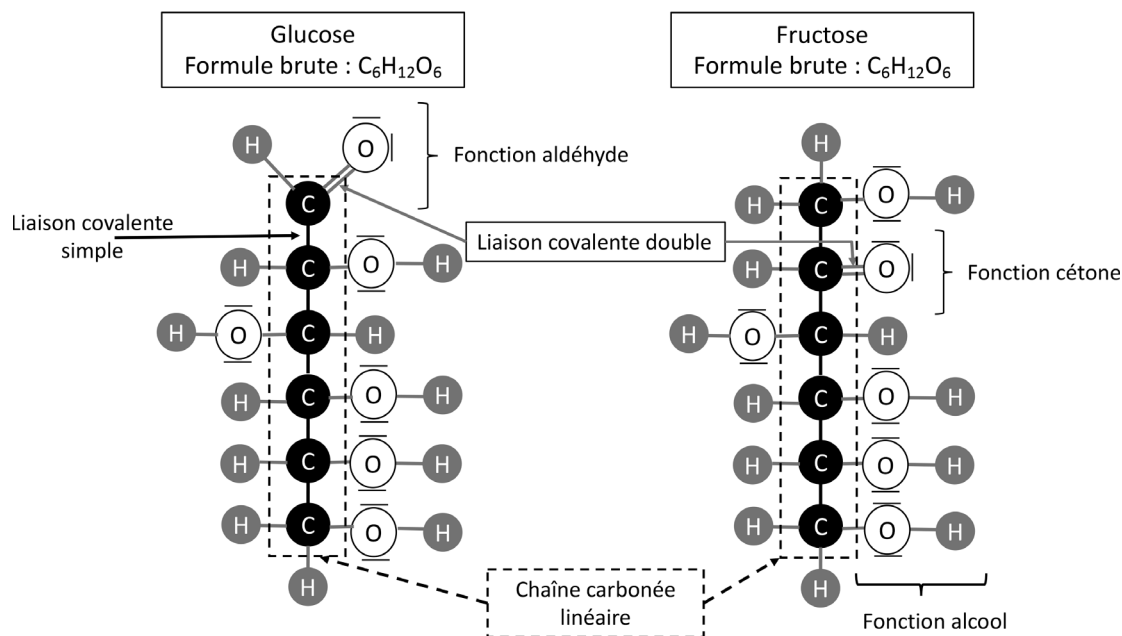 Glucose
Formule brute : C₆H₁₂O₆
Fructose
Formule brute : C₆H₁₂O₆
H
O
Fonction aldéhyde
H
C
H
C
O
H
Liaison covalente
simple
Liaison covalente double
H
C
O
H
H
C
O
Fonction cétone
H
O
C
H
H
O
C
H
H
C
O
H
H
C
O
H
H
C
O
H
H
C
O
H
H
C
O
H
H
C
O
H
H
H
Chaîne carbonée
linéaire
Fonction alcool